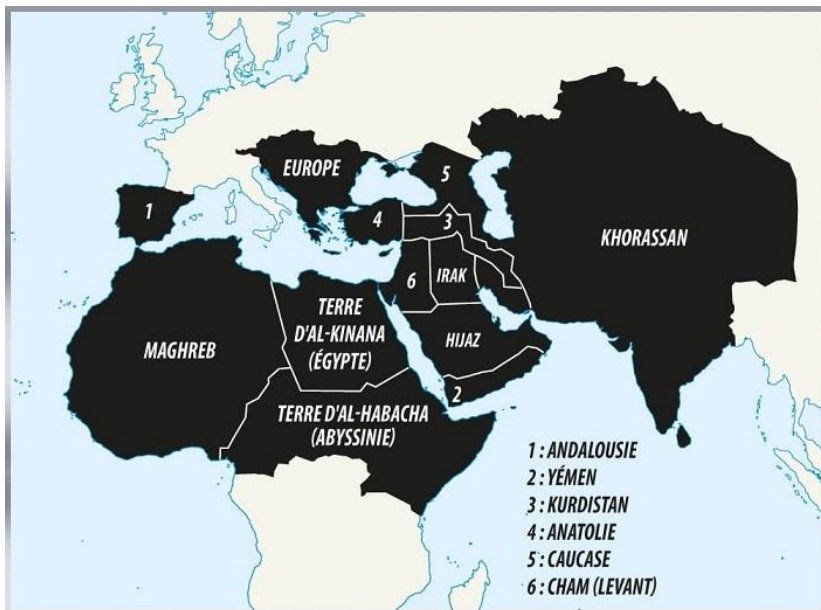 EUROPE
1
5
4
3
KHORASSAN
6
IRAK
TERRE
D'AL-KINANA
(ÉGYPTE)
MAGHREB
HIJAZ
2
TERRE D'AL-HABACHA
(ABYSSINIE)
1 : ANDALOUSIE
2 : YÉMEN
3 : KURDISTAN
4 : ANATOLIE
5 : CAUCASE
6 : CHAM (LEVANT)